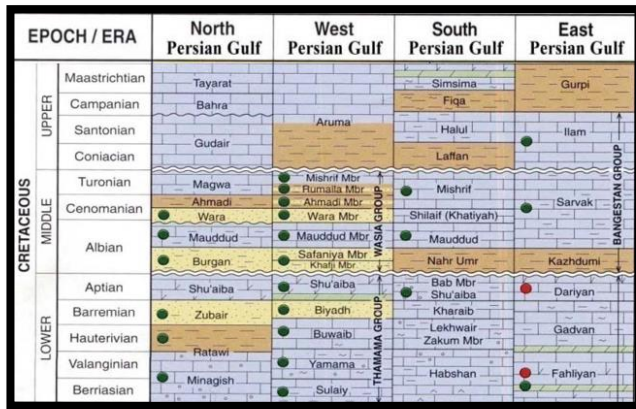 EPOCH / ERA
North
Persian Gulf
West
Persian Gulf
South
Persian Gulf
East
Persian Gulf
CRETACEOUS
UPPER
MIDDLE
LOWER
Maastrichtian
Campanian
Santonian
Coniacian
Turonian
Cenomanian
Albian
Aptian
Barremian
Hauterivian
Valanginian
Berriasian
Tayarat
Bahra
Gudair
Magwa
Ahmadi
Wara
Mauddud
Burgan
Shu'aiba
Zubair
Ratawi
Minagish
Aruma
Mishrif Mbr
Rumaila Mbr
Ahmadi Mbr
Wara Mbr
Mauddud Mbr
Safaniya Mbr
Khafji Mbr
Shu'aiba
Biyadh
Buwaib
Yamama
Sulaiy
WASIA GROUP
THAMAMA GROUP
Simsima
Fiqa
Halul
Laffan
Mishrif
Shilaif (Khatiyah)
Mauddud
Nahr Umr
Bab Mbr
Shu'aiba
Kharaib
Lekhwair
Zakum Mbr
Habshan
Gurpi
Ilam
Sarvak
Kazhdumi
Dariyan
Gadvan
Fahliyan
BANGESTAN GROUP